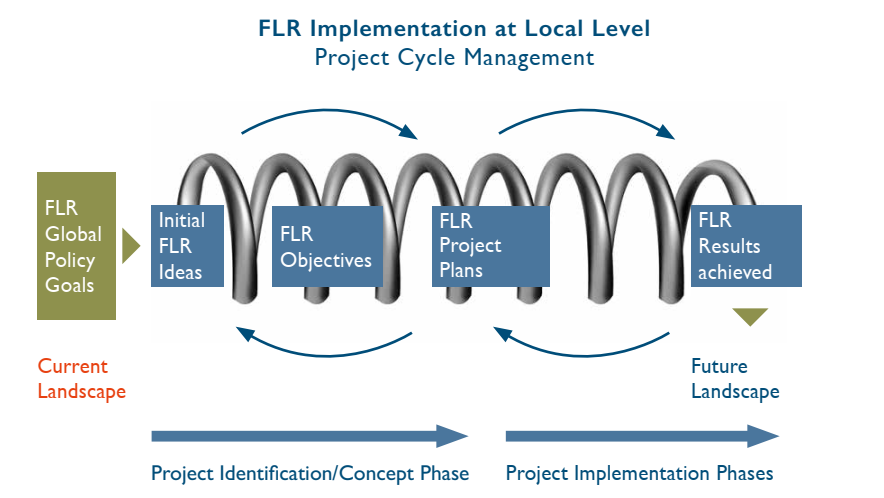 FLR Implementation at Local Level
Project Cycle Management
FLR
Global
Policy
Goals
Initial
FLR
Ideas
FLR
Objectives
FLR
Project
Plans
FLR
Results
achieved
Current
Landscape
Future
Landscape
Project Identification/Concept Phase
Project Implementation Phases